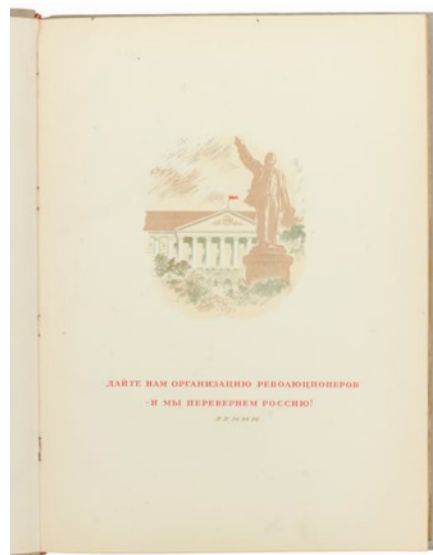 ДАЙТЕ НАМ ОРГАНИЗАЦИЮ РЕВОЛЮЦИОНЕРОВ
-И МЫ ПЕРЕВЕРНЕМ РОССИЮ!
ЛЕНИН